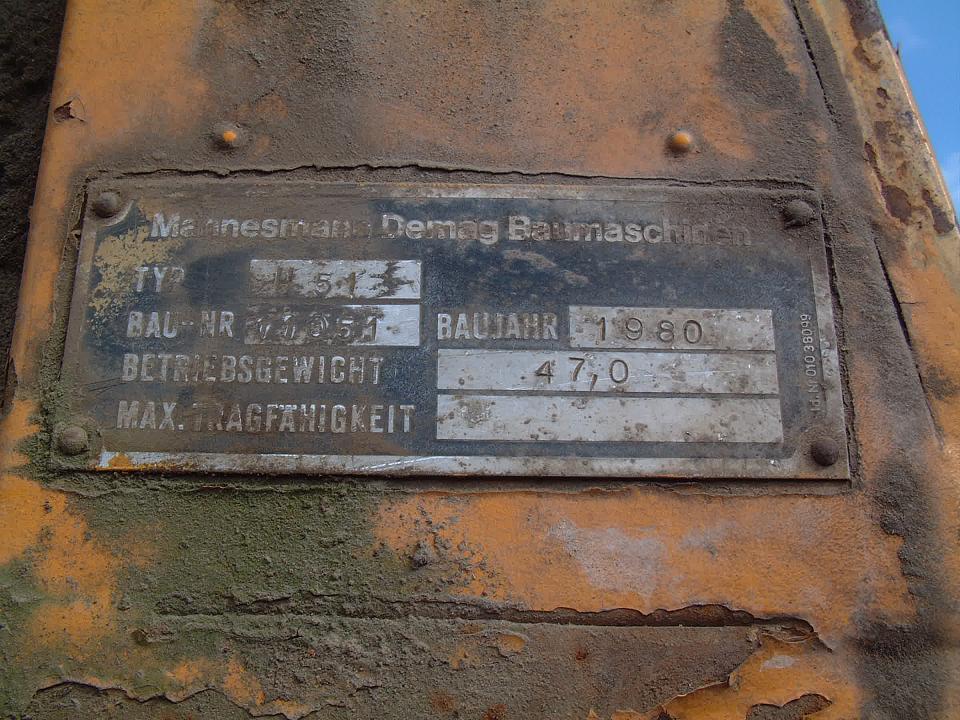 Mannesmann Demag Baumaschinen
TYP H 51
BAU-NR BAUJAHR 1980
BETRIEBSGEWICHT 47,0
MAX. TRAGFÄHIGKEIT